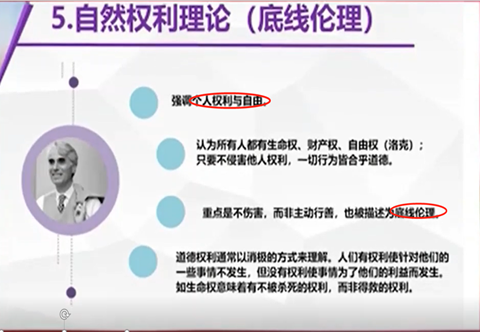 5.自然权利理论（底线伦理）
强调个人权利与自由。
认为所有人都有生命权、财产权、自由权（洛克）；
只要不侵害他人权利，一切行为皆合乎道德。
重点是不伤害，而非主动行善，也被描述为底线伦理。
道德权利通常以消极的方式来理解。人们有权利使针对他们的
一些事情不发生，但没有权利使事情为了他们的利益而发生。
如生命权意味着有不被杀死的权利，而非得救的权利。